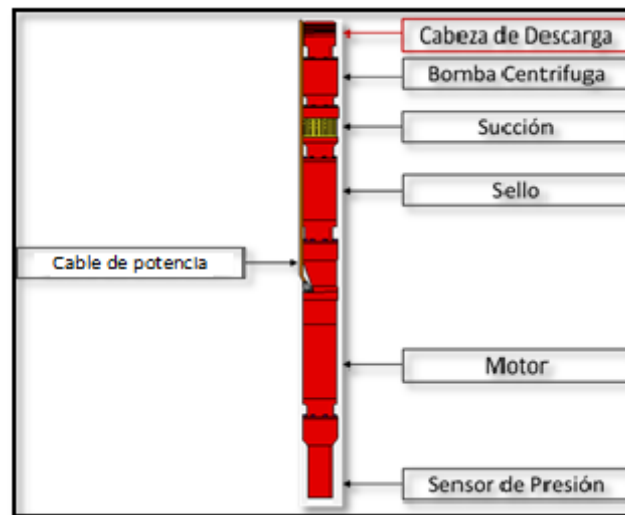 Cabeza de Descarga
Bomba Centrifuga
Succión
Sello
Cable de potencia
Motor
Sensor de Presión